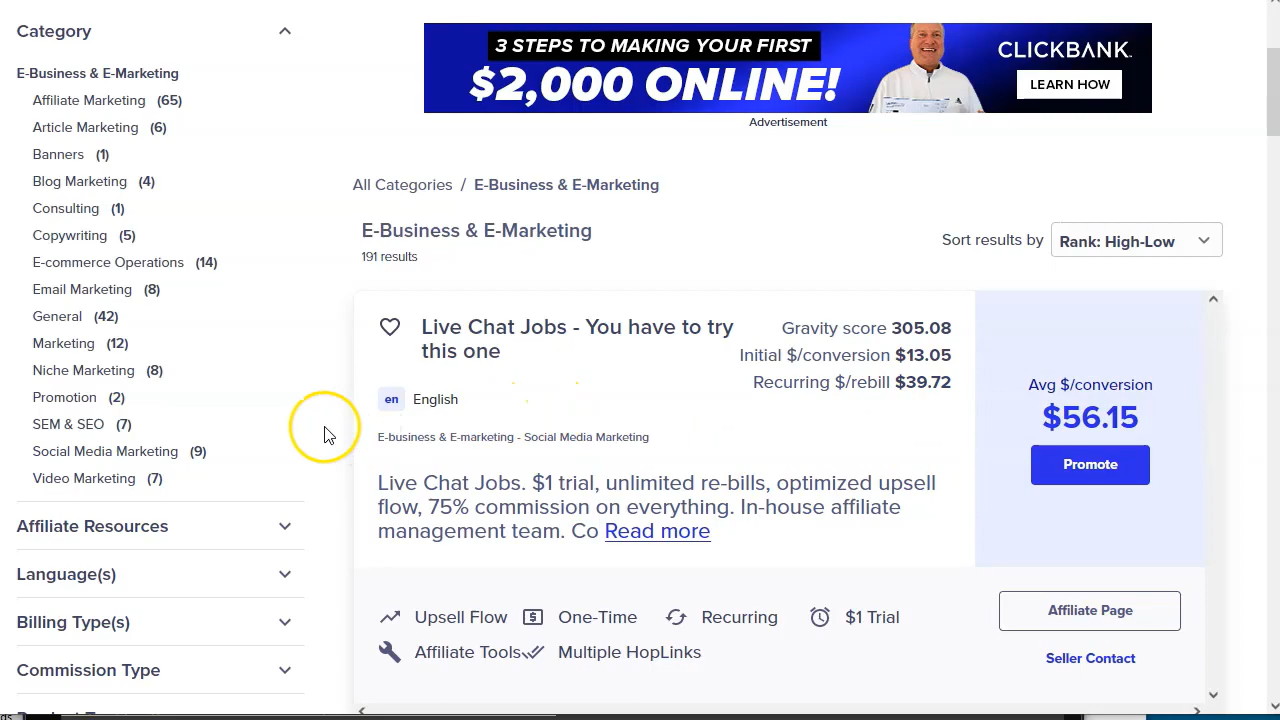 Category
E-Business & E-Marketing
Affiliate Marketing (65)
Article Marketing (6)
Banners (1)
Blog Marketing (4)
Consulting (1)
Copywriting (5)
E-commerce Operations (14)
Email Marketing (8)
General (42)
Marketing (12)
Niche Marketing (8)
Promotion (2)
SEM & SEO (7)
Social Media Marketing (9)
Video Marketing (7)
Affiliate Resources
Language(s)
Billing Type(s)
Commission Type
3 STEPS TO MAKING YOUR FIRST
$2,000 ONLINE!
CLICKBANK.
LEARN HOW
Advertisement
All Categories / E-Business & E-Marketing
E-Business & E-Marketing
191 results
Sort results by Rank: High-Low
Live Chat Jobs - You have to try
this one
Gravity score 305.08
Initial $/conversion $13.05
Recurring $/rebill $39.72
en English
E-business & E-marketing - Social Media Marketing
Live Chat Jobs. $1 trial, unlimited re-bills, optimized upsell
flow, 75% commission on everything. In-house affiliate
management team. Co Read more
Avg $/conversion
$56.15
Promote
Upsell Flow One-Time Recurring $1 Trial
Affiliate Tools Multiple HopLinks
Affiliate Page
Seller Contact